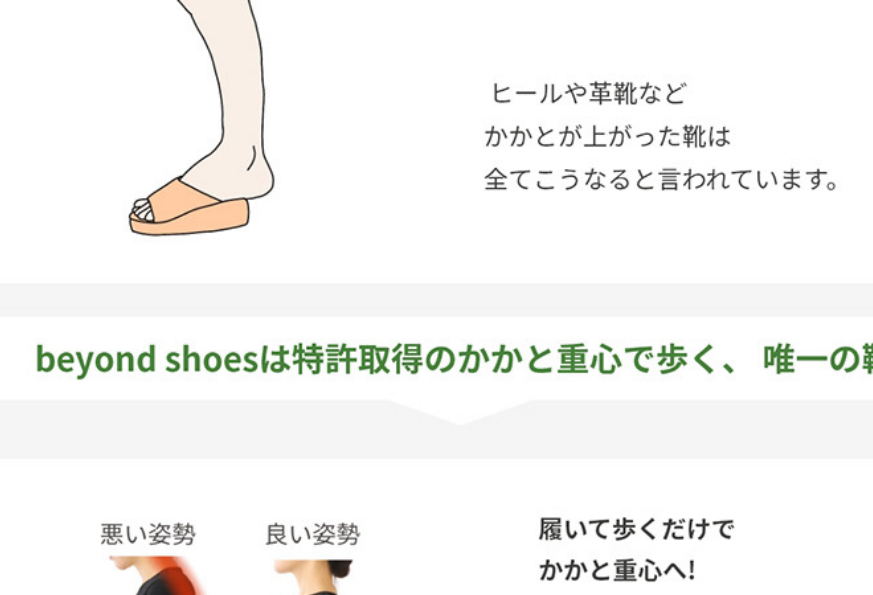 ヒールや革靴など
かかとが上がった靴は
全てこうなると言われています。
beyond shoesは特許取得のかかと重心で歩く、 唯一の
悪い姿勢
良い姿勢
履いて歩くだけで
かかと重心へ!